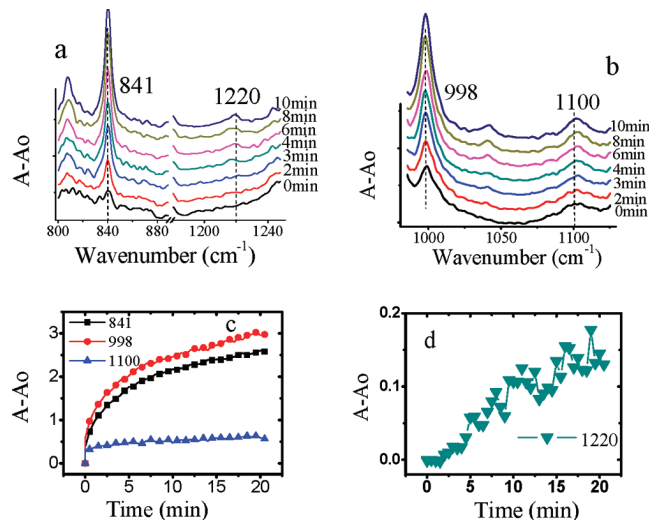 a
841
1220
10min
8min
6min
4min
3min
2min
0min
A-Ao
800 840 880 1200 1240
Wavenumber (cm-1)
b
998
1100
10min
8min
6min
4min
3min
2min
0min
A-Ao
1000 1050 1100
Wavenumber (cm-1)
c
841
998
1100
3
2
1
0
A-Ao
0 5 10 15 20
Time (min)
d
1220
0.2
0.1
0.0
A-Ao
0 5 10 15 20
Time (min)